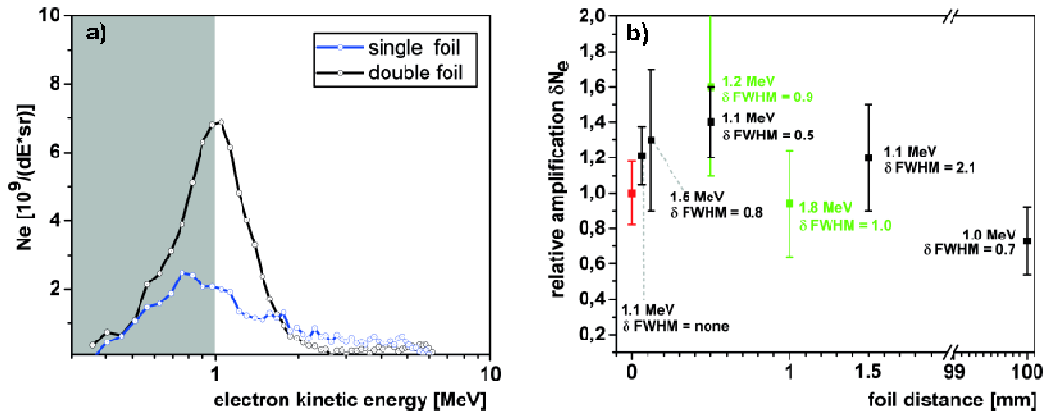 a)
single foil
double foil
10
8
6
4
2
1
10
Ne [10^9/(dE*sr)]
electron kinetic energy [MeV]
b)
relative amplification δN_e
2,0
1,8
1,6
1,4
1,2
1,0
0,8
0,6
0,4
0,2
1.2 MeV
δ FWHM = 0.9
1.1 MeV
δ FWHM = 0.5
1.1 MeV
δ FWHM = 2.1
1.5 MeV
δ FWHM = 0.8
1.8 MeV
δ FWHM = 1.0
1.0 MeV
δ FWHM = 0.7
1.1 MeV
δ FWHM = none
0
1
1.5
99
100
foil distance [mm]